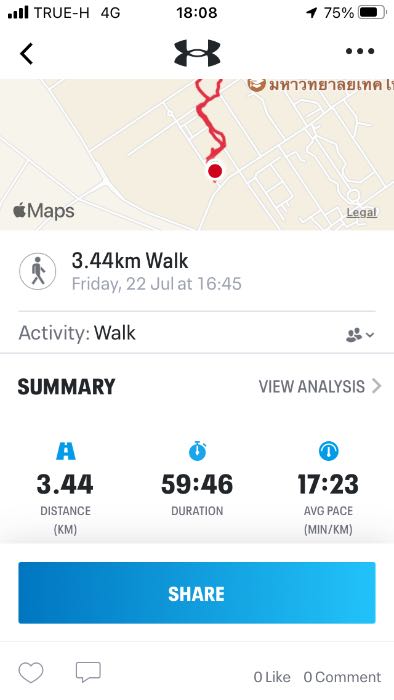 TRUE-H 4G 18:08 75%
มหาวิทยาลัยเทคโน
Maps Legal
3.44km Walk
Friday, 22 Jul at 16:45
Activity: Walk
SUMMARY VIEW ANALYSIS
3.44 59:46 17:23
DISTANCE DURATION AVG PACE
(KM) (MIN/KM)
SHARE
0 Like 0 Comment